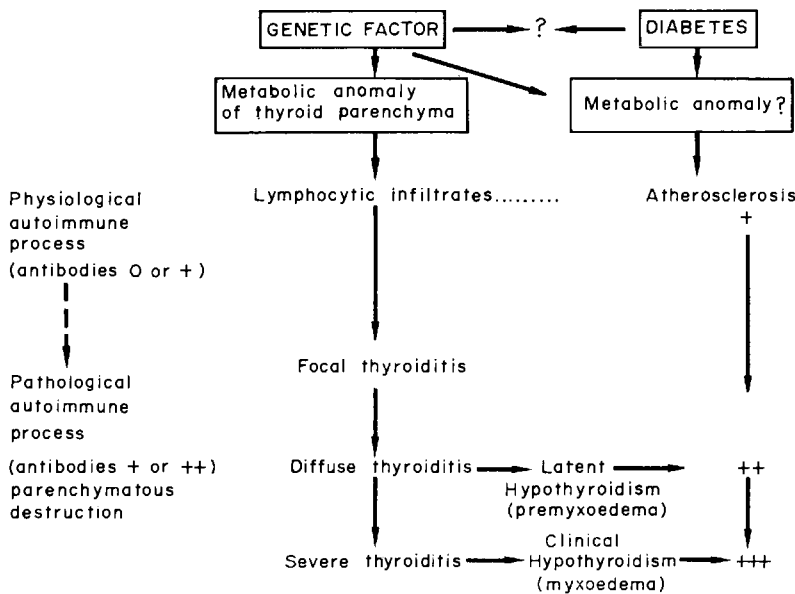 GENETIC FACTOR
?
DIABETES
Metabolic anomaly
of thyroid parenchyma
Metabolic anomaly?
Physiological
autoimmune
process
(antibodies O or +)
Lymphocytic infiltrates.........
Atherosclerosis
+
Focal thyroiditis
Pathological
autoimmune
process
(antibodies + or ++)
parenchymatous
destruction
Diffuse thyroiditis
Latent
Hypothyroidism
(premyxoedema)
++
Severe thyroiditis
Clinical
Hypothyroidism
(myxoedema)
+++